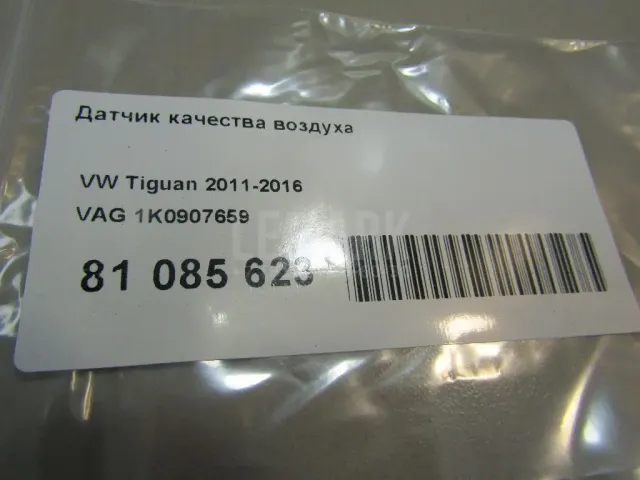 Датчик качества воздуха
VW Tiguan 2011-2016
VAG 1K0907659
81 085 623